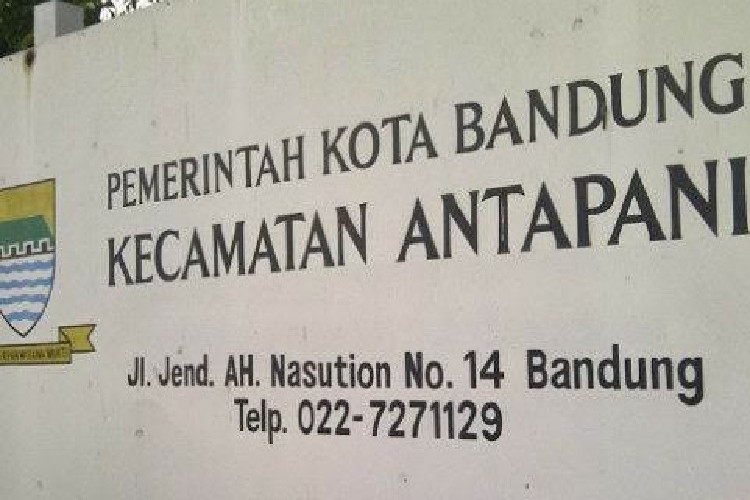 PEMERINTAH KOTA BANDUNG
KECAMATAN ANTAPANI
Jl. Jend. AH. Nasution No. 14 Bandung
Telp. 022-7271129